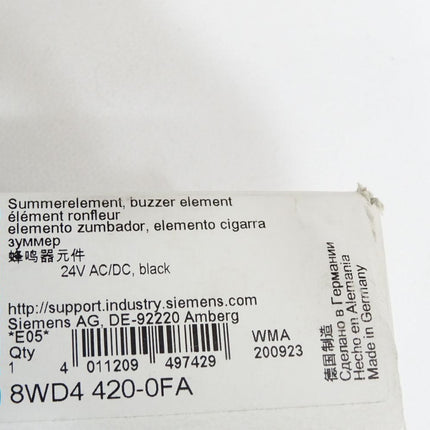 Summerelement, buzzer element
élément ronfleur
elemento zumbador, elemento cigarra
зуммер
蜂鸣器元件
24V AC/DC, black
http://support.industry.siemens.com
Siemens AG, DE-92220 Amberg
*E05*
Qty
1
4 011209 497429
WMA
200923
8WD4 420-0FA
德国制造
Сделано в Германии
Hecho en Alemania
Made in Germany